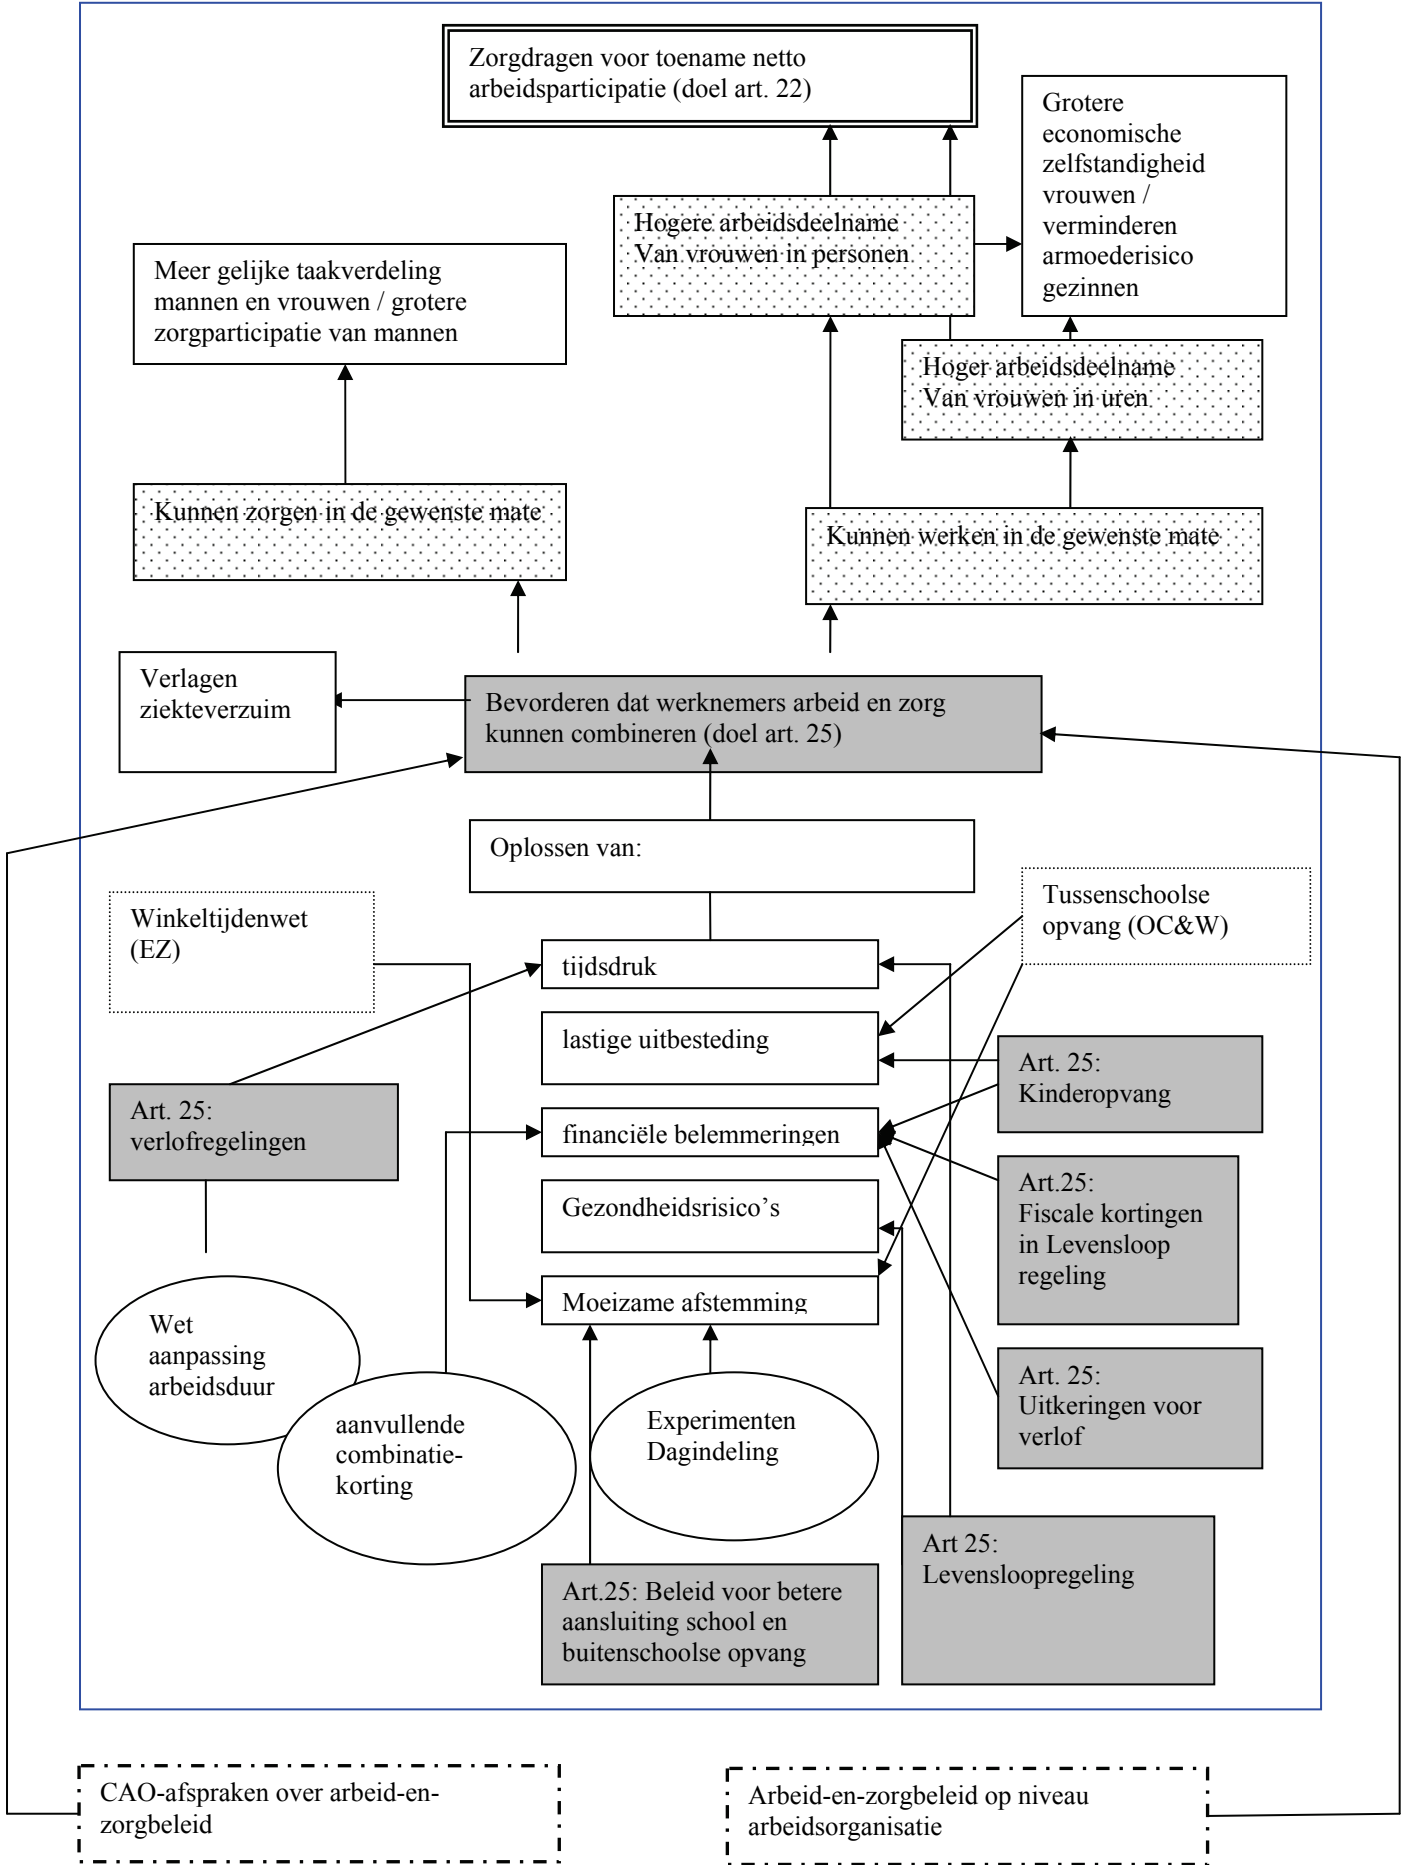 Zorgdragen voor toename netto
arbeidsparticipatie (doel art. 22)
Grotere
economische
zelfstandigheid
vrouwen /
verminderen
armoederisico
gezinnen
Hogere arbeidsdeelname
Van vrouwen in personen
Meer gelijke taakverdeling
mannen en vrouwen / grotere
zorgparticipatie van mannen
Hoger arbeidsdeelname
Van vrouwen in uren
Kunnen zorgen in de gewenste mate
Kunnen werken in de gewenste mate
Verlagen
ziekteverzuim
Bevorderen dat werknemers arbeid en zorg
kunnen combineren (doel art. 25)
Oplossen van:
Winkeltijdenwet
(EZ)
Tussenschoolse
opvang (OC&W)
tijdsdruk
lastige uitbesteding
Art. 25:
Kinderopvang
Art. 25:
verlofregelingen
financiële belemmeringen
Art.25:
Fiscale kortingen
in Levensloop
regeling
Gezondheidsrisico’s
Moeizame afstemming
Wet
aanpassing
arbeidsduur
Art. 25:
Uitkeringen voor
verlof
aanvullende
combinatie-
korting
Experimenten
Dagindeling
Art 25:
Levensloopregeling
Art.25: Beleid voor betere
aansluiting school en
buitenschoolse opvang
CAO-afspraken over arbeid-en-
zorgbeleid
Arbeid-en-zorgbeleid op niveau
arbeidsorganisatie